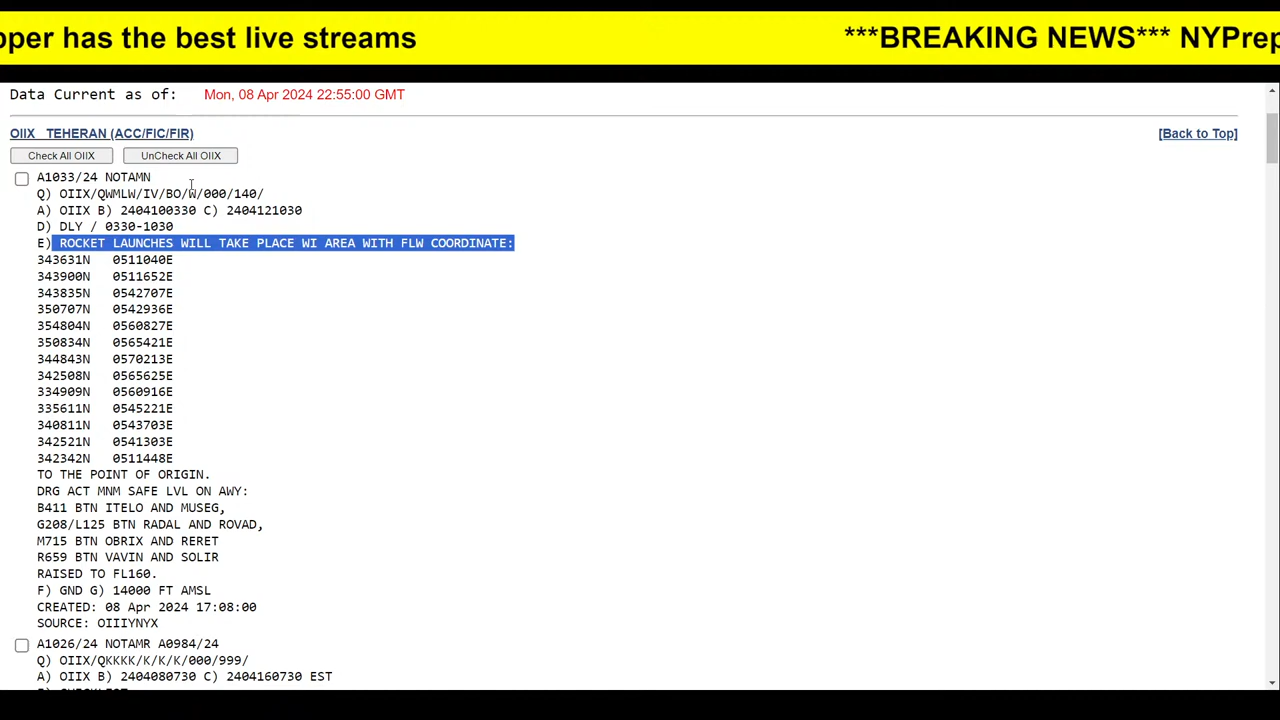 pper has the best live streams ***BREAKING NEWS*** NYPrep
Data Current as of: Mon, 08 Apr 2024 22:55:00 GMT
OIIX TEHERAN (ACC/FIC/FIR) [Back to Top]
Check All OIIX UnCheck All OIIX
A1033/24 NOTAMN
Q) OIIX/QWMLW/IV/BO/W/000/140/
A) OIIX B) 2404100330 C) 2404121030
D) DLY / 0330-1030
E) ROCKET LAUNCHES WILL TAKE PLACE WI AREA WITH FLW COORDINATE:
343631N 0511040E
343900N 0511652E
343835N 0542707E
350707N 0542936E
354804N 0560827E
350834N 0565421E
344843N 0570213E
342508N 0565625E
334909N 0560916E
335611N 0545221E
340811N 0543703E
342521N 0541303E
342342N 0511448E
TO THE POINT OF ORIGIN.
DRG ACT MNM SAFE LVL ON AWY:
B411 BTN ITELO AND MUSEG,
G208/L125 BTN RADAL AND ROVAD,
M715 BTN OBRIX AND RERET
R659 BTN VAVIN AND SOLIR
RAISED TO FL160.
F) GND G) 14000 FT AMSL
CREATED: 08 Apr 2024 17:08:00
SOURCE: OIIIYNYX
A1026/24 NOTAMR A0984/24
Q) OIIX/QKKKK/K/K/K/000/999/
A) OIIX B) 2404080730 C) 2404160730 EST